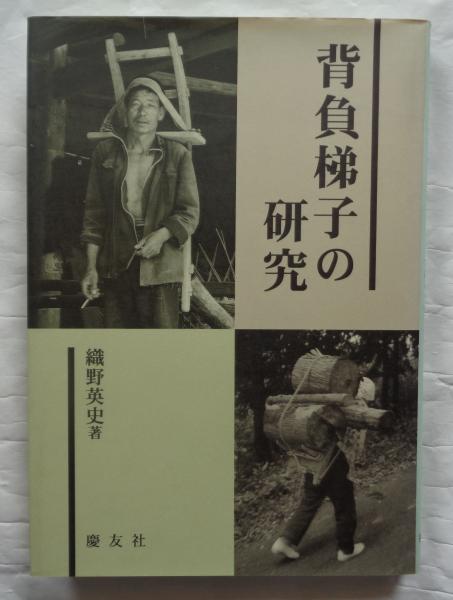 背負梯子の
研究
織野英史著
慶友社